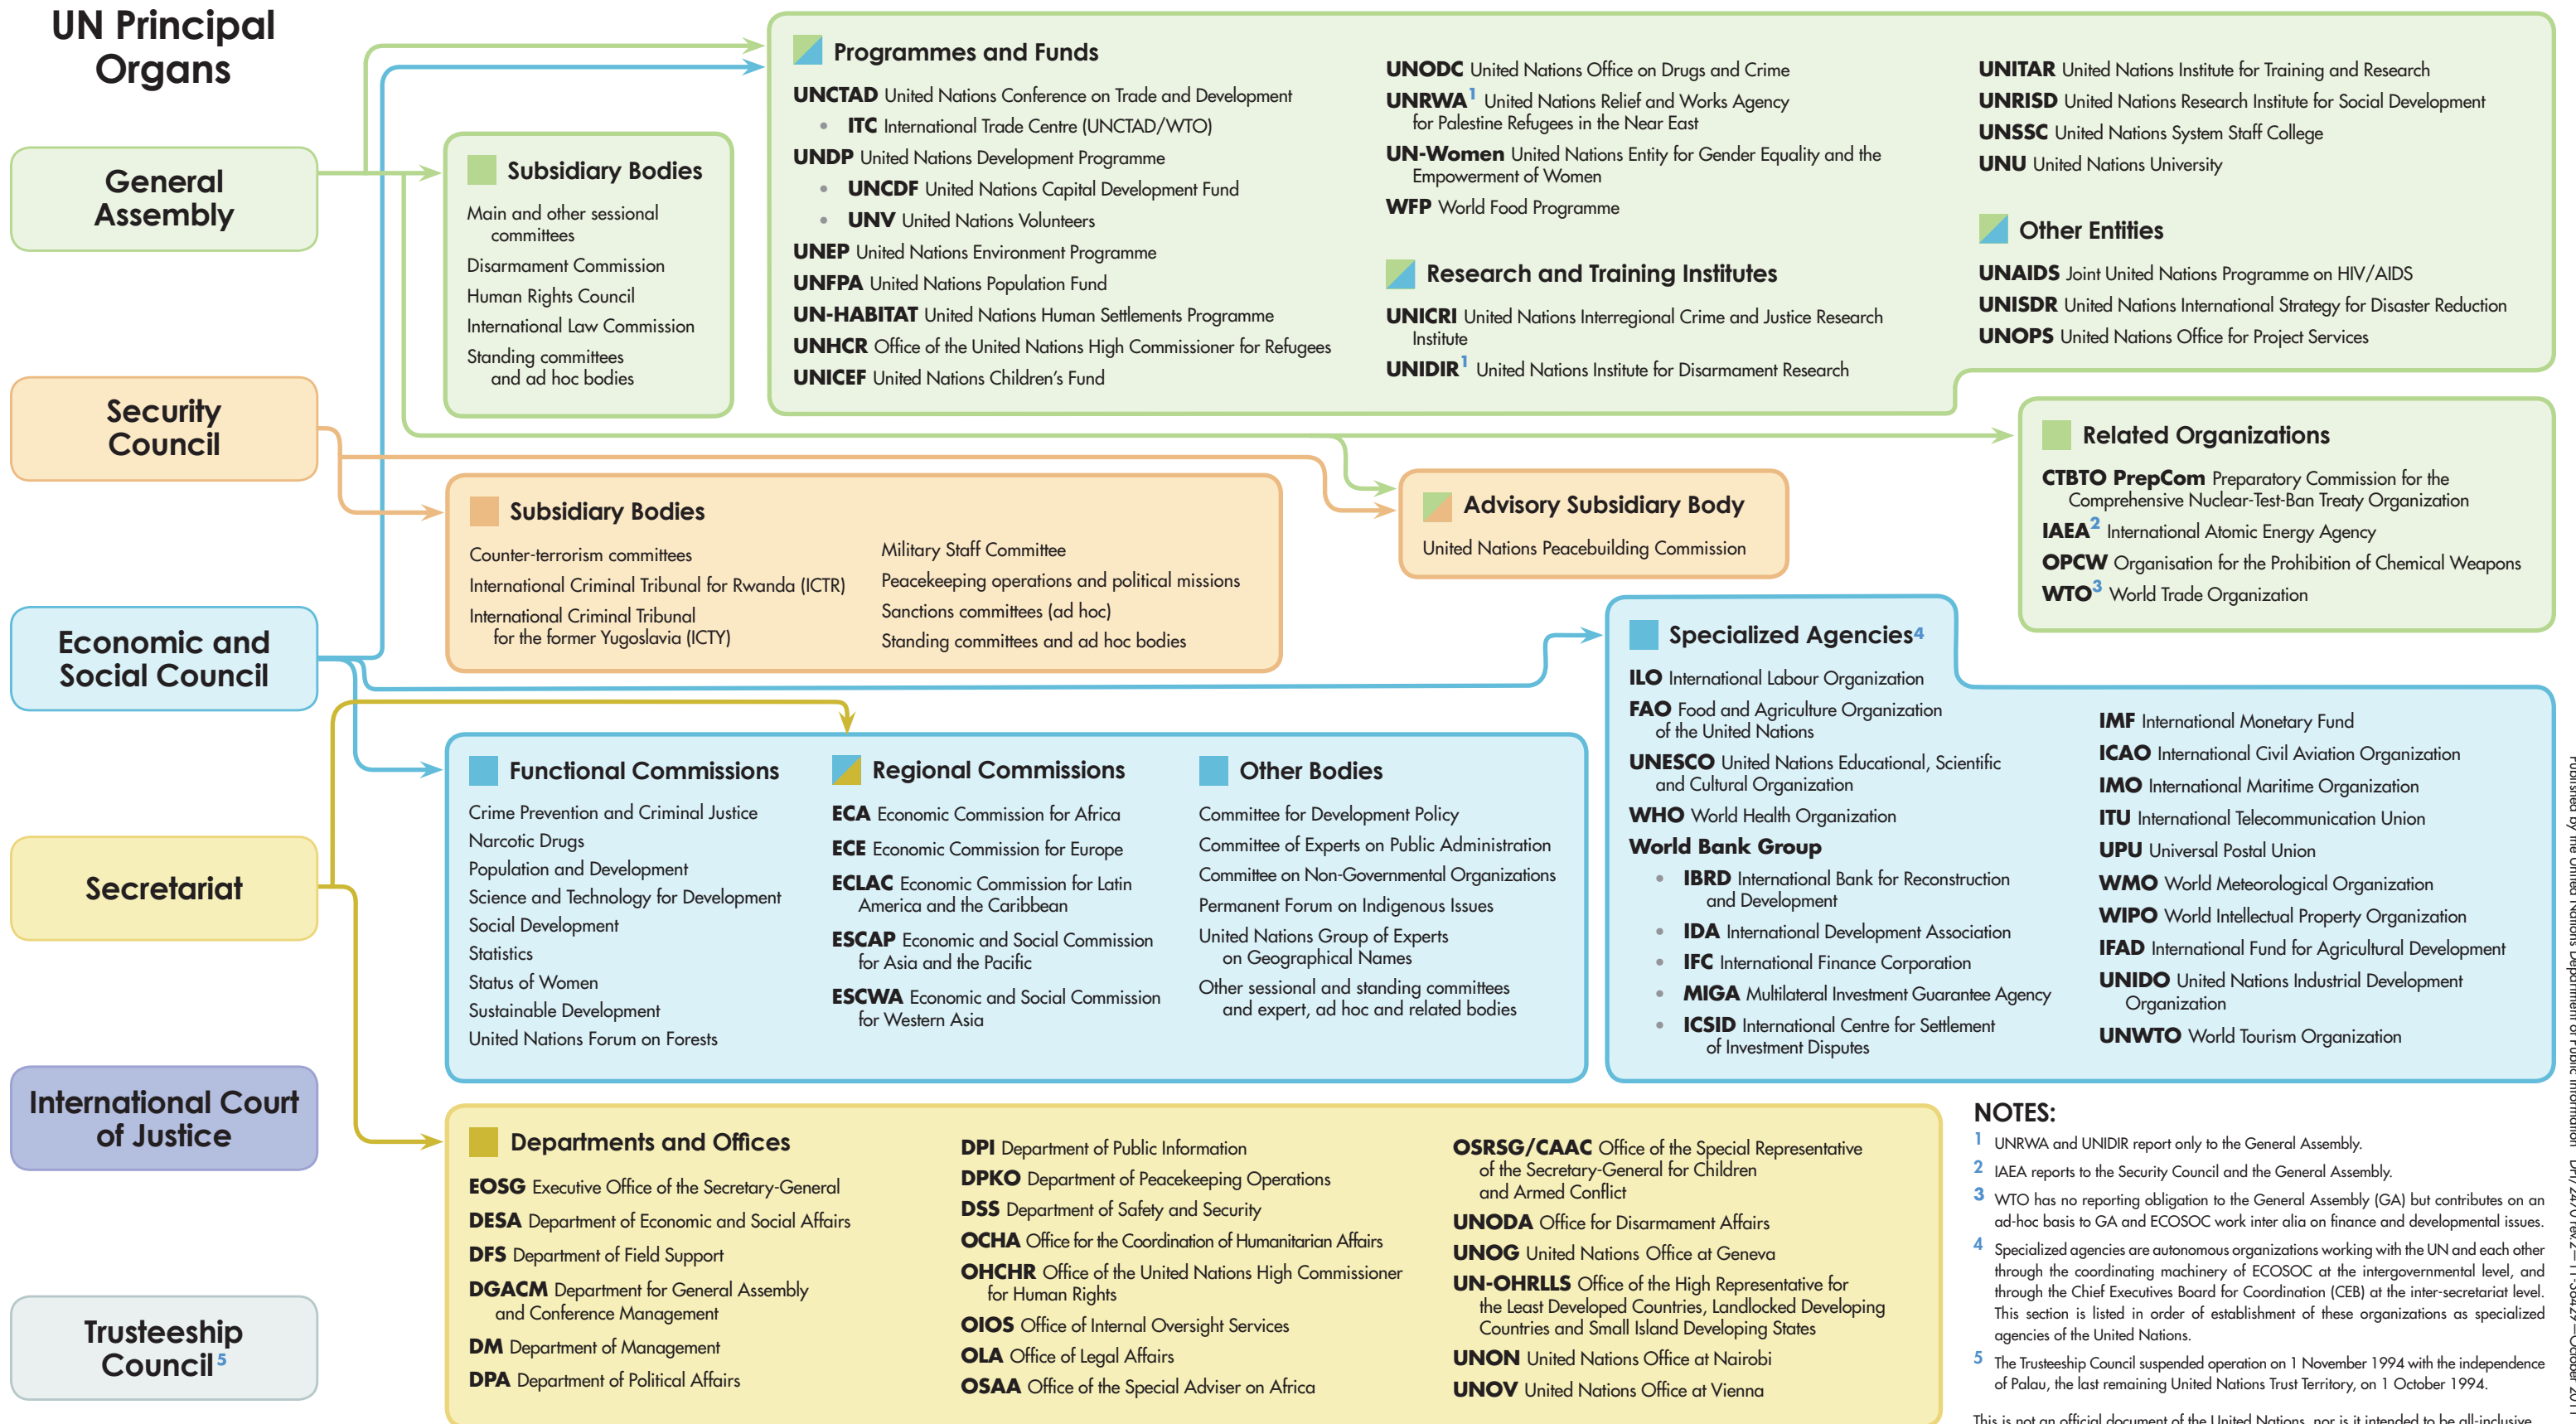 UN Principal
Organs
General
Assembly
Security
Council
Economic and
Social Council
Secretariat
International Court
of Justice
Trusteeship
Council5
Subsidiary Bodies
Main and other sessional
committees
Disarmament Commission
Human Rights Council
International Law Commission
Standing committees
and ad hoc bodies
Programmes and Funds
UNCTAD United Nations Conference on Trade and Development
• ITC International Trade Centre (UNCTAD/WTO)
UNDP United Nations Development Programme
• UNCDF United Nations Capital Development Fund
• UNV United Nations Volunteers
UNEP United Nations Environment Programme
UNFPA United Nations Population Fund
UN-HABITAT United Nations Human Settlements Programme
UNHCR Office of the United Nations High Commissioner for Refugees
UNICEF United Nations Children's Fund
UNODC United Nations Office on Drugs and Crime
UNRWA1 United Nations Relief and Works Agency
for Palestine Refugees in the Near East
UN-Women United Nations Entity for Gender Equality and the
Empowerment of Women
WFP World Food Programme
Research and Training Institutes
UNICRI United Nations Interregional Crime and Justice Research
Institute
UNIDIR1 United Nations Institute for Disarmament Research
UNITAR United Nations Institute for Training and Research
UNRISD United Nations Research Institute for Social Development
UNSSC United Nations System Staff College
UNU United Nations University
Other Entities
UNAIDS Joint United Nations Programme on HIV/AIDS
UNISDR United Nations International Strategy for Disaster Reduction
UNOPS United Nations Office for Project Services
Related Organizations
CTBTO PrepCom Preparatory Commission for the
Comprehensive Nuclear-Test-Ban Treaty Organization
IAEA2 International Atomic Energy Agency
OPCW Organisation for the Prohibition of Chemical Weapons
WTO3 World Trade Organization
Subsidiary Bodies
Counter-terrorism committees
International Criminal Tribunal for Rwanda (ICTR)
International Criminal Tribunal
for the former Yugoslavia (ICTY)
Military Staff Committee
Peacekeeping operations and political missions
Sanctions committees (ad hoc)
Standing committees and ad hoc bodies
Advisory Subsidiary Body
United Nations Peacebuilding Commission
Functional Commissions
Crime Prevention and Criminal Justice
Narcotic Drugs
Population and Development
Science and Technology for Development
Social Development
Statistics
Status of Women
Sustainable Development
United Nations Forum on Forests
Regional Commissions
ECA Economic Commission for Africa
ECE Economic Commission for Europe
ECLAC Economic Commission for Latin
America and the Caribbean
ESCAP Economic and Social Commission
for Asia and the Pacific
ESCWA Economic and Social Commission
for Western Asia
Other Bodies
Committee for Development Policy
Committee of Experts on Public Administration
Committee on Non-Governmental Organizations
Permanent Forum on Indigenous Issues
United Nations Group of Experts
on Geographical Names
Other sessional and standing committees
and expert, ad hoc and related bodies
Specialized Agencies4
ILO International Labour Organization
FAO Food and Agriculture Organization
of the United Nations
UNESCO United Nations Educational, Scientific
and Cultural Organization
WHO World Health Organization
World Bank Group
• IBRD International Bank for Reconstruction
and Development
• IDA International Development Association
• IFC International Finance Corporation
• MIGA Multilateral Investment Guarantee Agency
• ICSID International Centre for Settlement
of Investment Disputes
IMF International Monetary Fund
ICAO International Civil Aviation Organization
IMO International Maritime Organization
ITU International Telecommunication Union
UPU Universal Postal Union
WMO World Meteorological Organization
WIPO World Intellectual Property Organization
IFAD International Fund for Agricultural Development
UNIDO United Nations Industrial Development
Organization
UNWTO World Tourism Organization
Departments and Offices
EOSG Executive Office of the Secretary-General
DESA Department of Economic and Social Affairs
DFS Department of Field Support
DGACM Department for General Assembly
and Conference Management
DM Department of Management
DPA Department of Political Affairs
DPI Department of Public Information
DPKO Department of Peacekeeping Operations
DSS Department of Safety and Security
OCHA Office for the Coordination of Humanitarian Affairs
OHCHR Office of the United Nations High Commissioner
for Human Rights
OIOS Office of Internal Oversight Services
OLA Office of Legal Affairs
OSAA Office of the Special Adviser on Africa
OSRSG/CAAC Office of the Special Representative
of the Secretary-General for Children
and Armed Conflict
UNODA Office for Disarmament Affairs
UNOG United Nations Office at Geneva
UN-OHRLLS Office of the High Representative for
the Least Developed Countries, Landlocked Developing
Countries and Small Island Developing States
UNON United Nations Office at Nairobi
UNOV United Nations Office at Vienna
NOTES:
1 UNRWA and UNIDIR report only to the General Assembly.
2 IAEA reports to the Security Council and the General Assembly.
3 WTO has no reporting obligation to the General Assembly (GA) but contributes on an
ad-hoc basis to GA and ECOSOC work inter alia on finance and developmental issues.
4 Specialized agencies are autonomous organizations working with the UN and each other
through the coordinating machinery of ECOSOC at the intergovernmental level, and
through the Chief Executives Board for Coordination (CEB) at the inter-secretariat level.
This section is listed in order of establishment of these organizations as specialized
agencies of the United Nations.
5 The Trusteeship Council suspended operation on 1 November 1994 with the independence
of Palau, the last remaining United Nations Trust Territory, on 1 October 1994.
This is not an official document of the United Nations, nor is it intended to be all-inclusive.
Published by the United Nations Department of Public Information